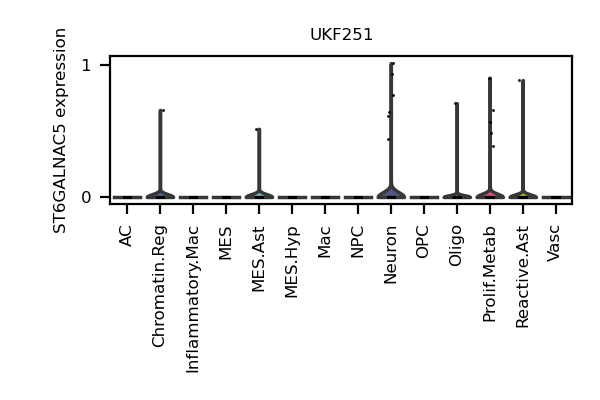 UKF251
ST6GALNAC5 expression
1
0
AC
Chromatin.Reg
Inflammatory.Mac
MES
MES.Ast
MES.Hyp
Mac
NPC
Neuron
OPC
Oligo
Prolif.Metab
Reactive.Ast
Vasc